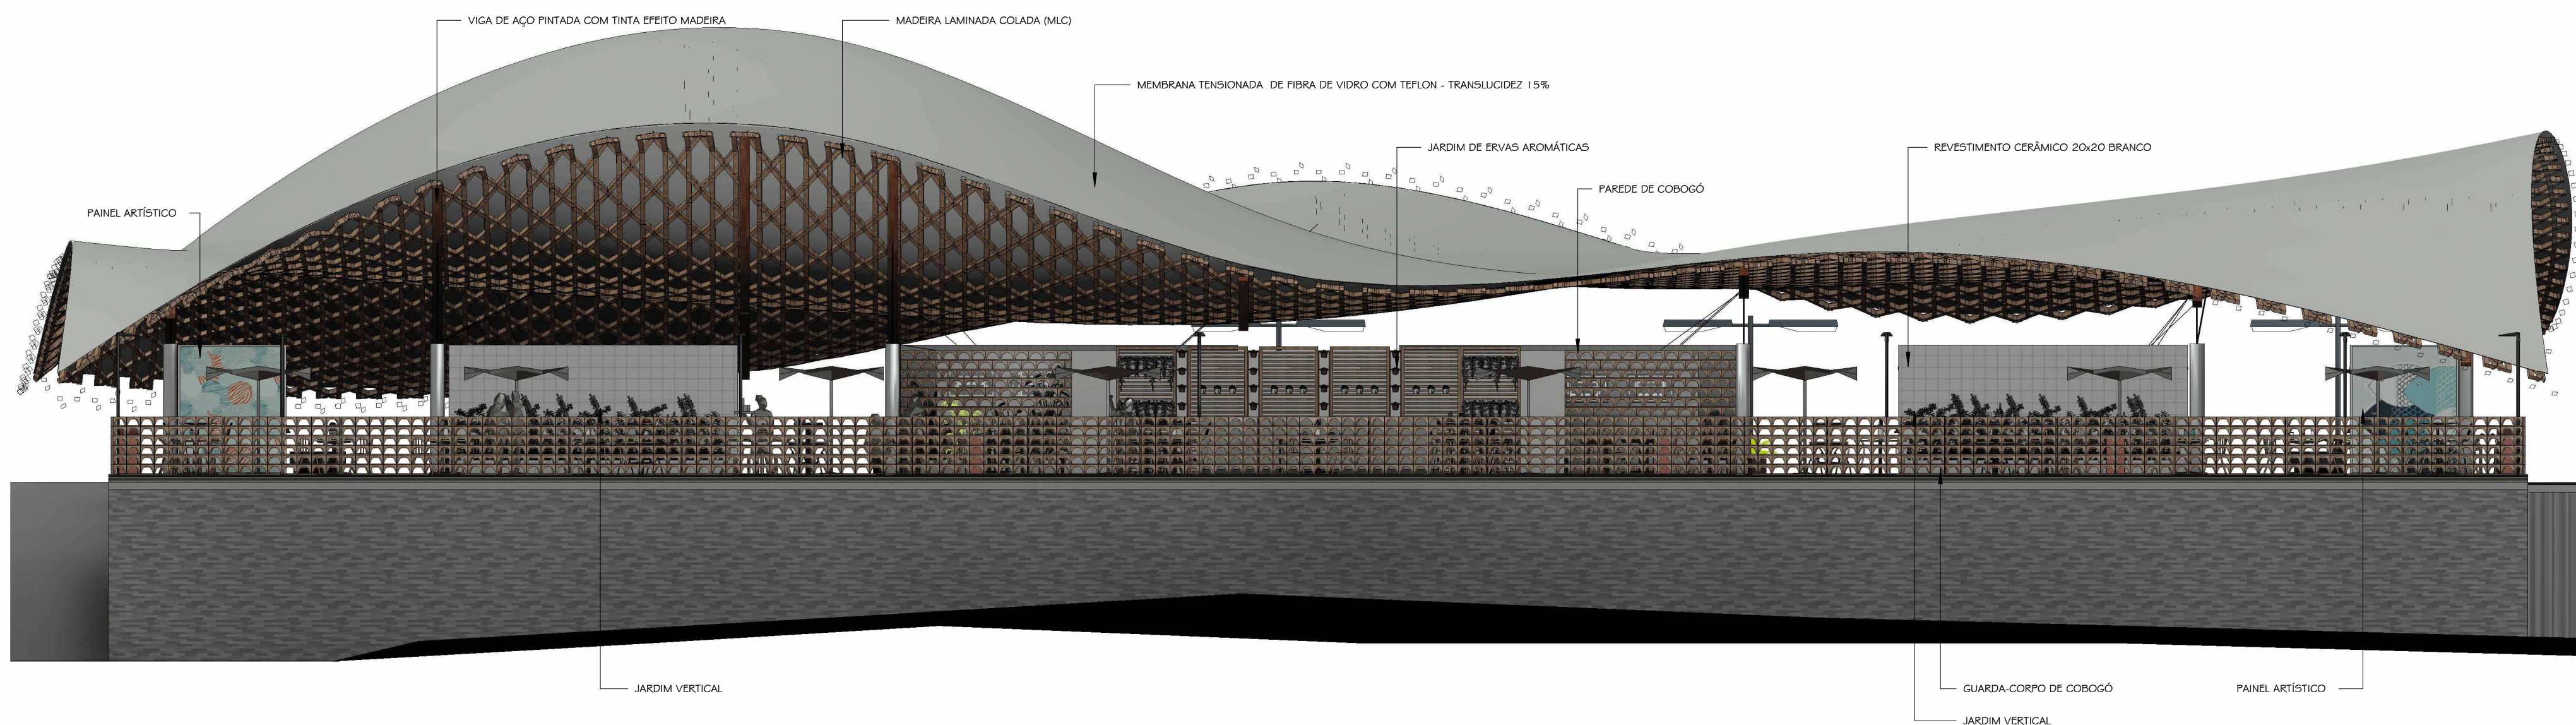 VIGA DE AÇO PINTADA COM TINTA EFEITO MADEIRA
MADEIRA LAMINADA COLADA (MLC)
MEMBRANA TENSIONADA DE FIBRA DE VIDRO COM TEFLON - TRANSLUCIDEZ 15%
JARDIM DE ERVAS AROMÁTICAS
REVESTIMENTO CERÂMICO 20x20 BRANCO
PAREDE DE COBOGÓ
PAINEL ARTÍSTICO
JARDIM VERTICAL
GUARDA-CORPO DE COBOGÓ
PAINEL ARTÍSTICO
JARDIM VERTICAL